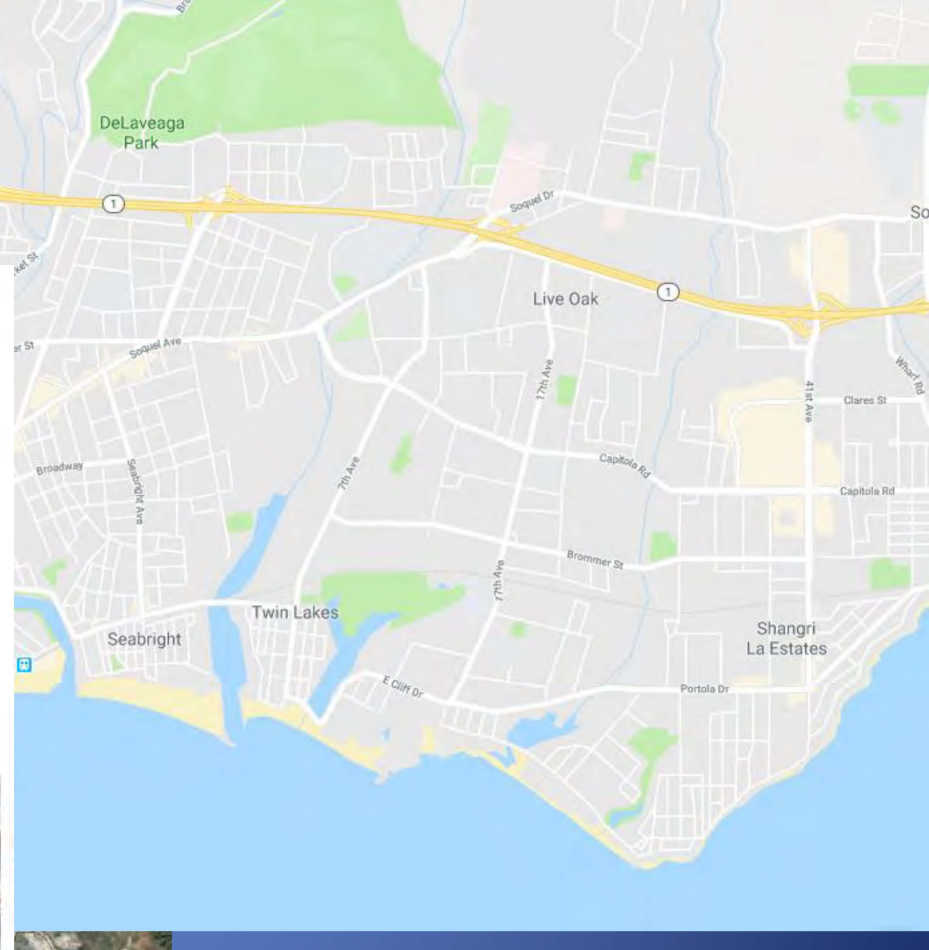 DeLaveaga
Park
1
Soquel Dr
So
Live Oak
1
Soquel Ave
17th Ave
41st Ave
Wharf Rd
Clares St
Broadway
Seabright Ave
7th Ave
Capitola Rd
Capitola Rd
Brommer St
17th Ave
Twin Lakes
Seabright
Shangri
La Estates
E Cliff Dr
Portola Dr